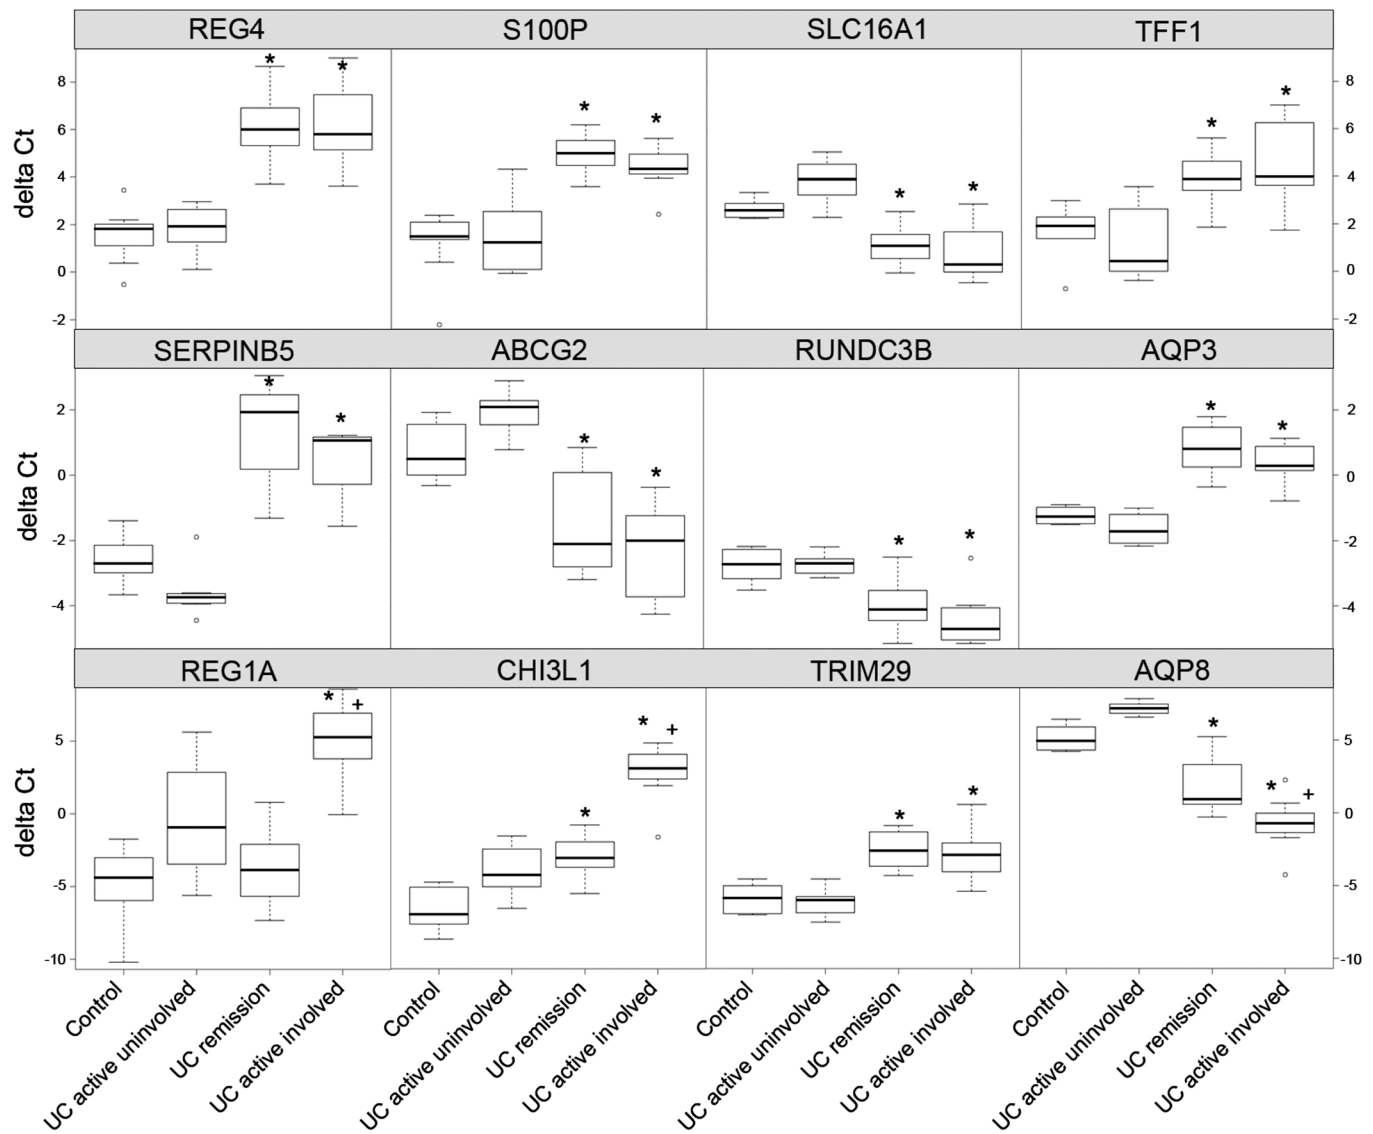 REG4 S100P SLC16A1 TFF1
delta Ct
8 8
6 6
4 4
2 2
0 0
-2 -2
* * * * * * * *
SERPINB5 ABCG2 RUNDC3B AQP3
delta Ct
2 2
0 0
-2 -2
-4 -4
* * * * * * * *
REG1A CHI3L1 TRIM29 AQP8
delta Ct
5 5
0 0
-5 -5
-10 -10
* + * * + * * * * +
Control UC active uninvolved UC remission UC active involved
Control UC active uninvolved UC remission UC active involved
Control UC active uninvolved UC remission UC active involved
Control UC active uninvolved UC remission UC active involved